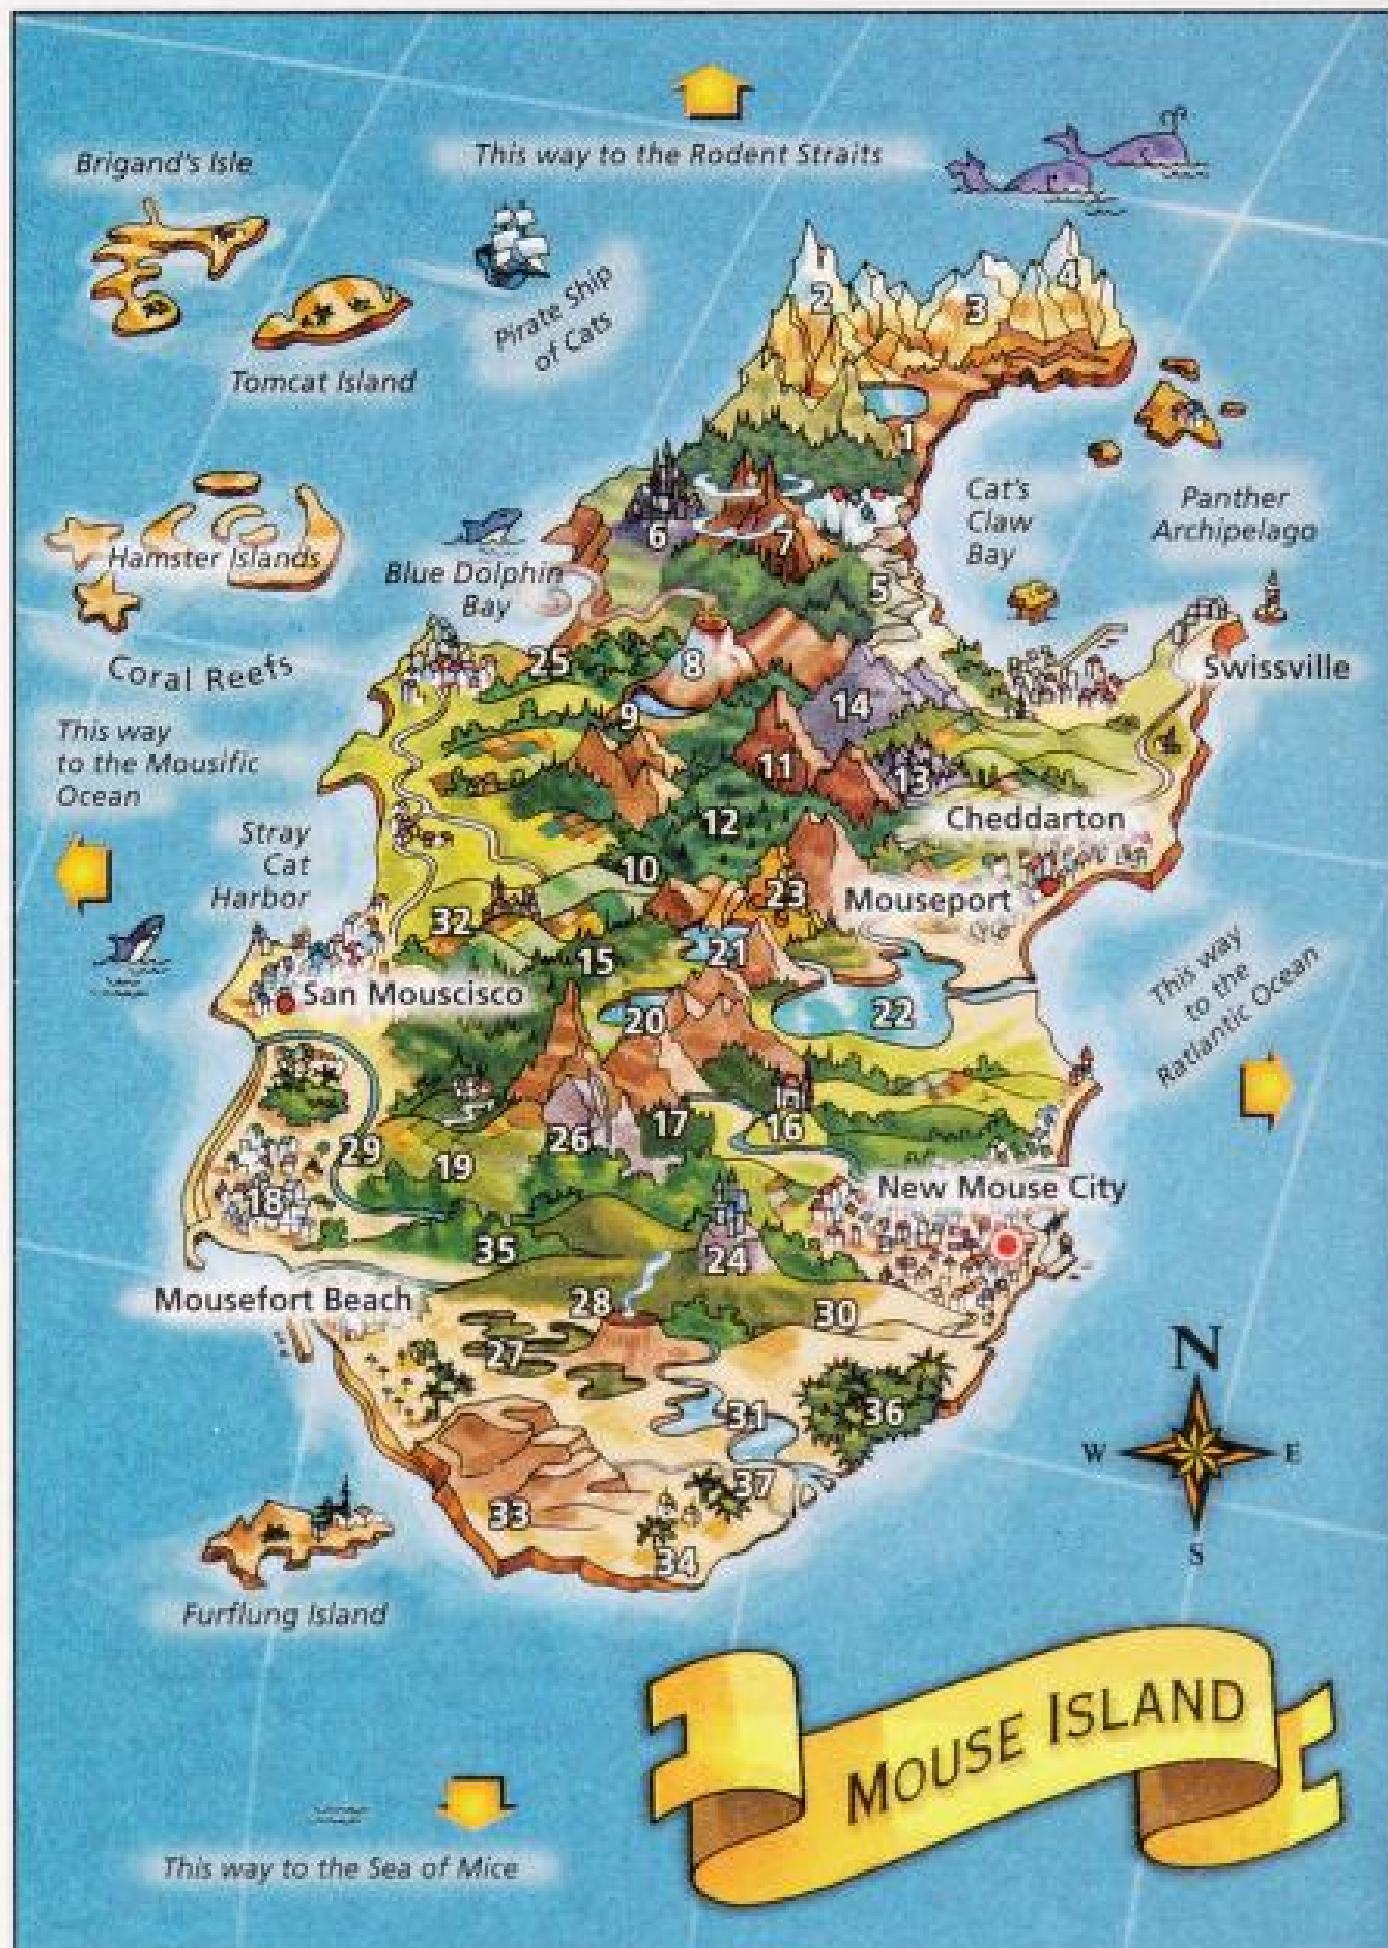 This way to the Rodent Straits
Brigand's Isle
Pirate Ship
of Cats
Tomcat Island
4
2
3
1
Cat's
Claw
Bay
Panther
Archipelago
Hamster Islands
Blue Dolphin
Bay
6
7
5
Coral Reefs
25
8
Swissville
This way
to the Mousific
Ocean
9
14
11
13
Stray
Cat
Harbor
12
Cheddarton
10
23
Mouseport
32
15
21
This way
to the
Ratlantic Ocean
San Mouscisco
20
22
29
19
26
17
16
18
New Mouse City
35
24
Mousefort Beach
28
30
27
31
36
N
W
E
S
37
33
34
Furflung Island
MOUSE ISLAND
This way to the Sea of Mice